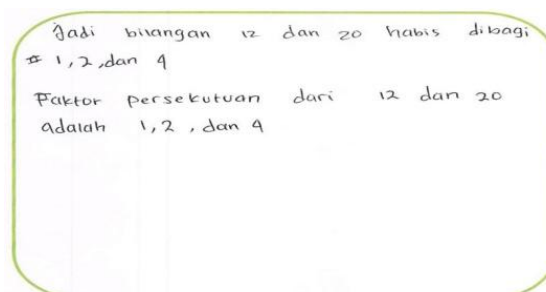 Jadi bilangan 12 dan 20 habis dibagi
1, 2, dan 4
Faktor persekutuan dari 12 dan 20
adalah 1, 2, dan 4